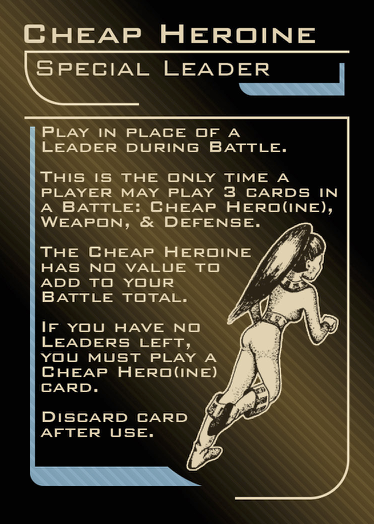 Cheap Heroine
Special Leader
Play in place of a
Leader during Battle.
This is the only time a
player may play 3 cards in
a Battle: Cheap Hero(ine),
Weapon, & Defense.
The Cheap Heroine
has no value to
add to your
Battle total.
If you have no
Leaders left,
you must play a
Cheap Hero(ine)
card.
Discard card
after use.